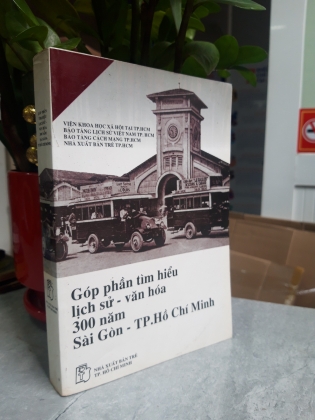 VIỆN KHOA HỌC XÃ HỘI TẠI TP.HCM
BẢO TÀNG LỊCH SỬ VIỆT NAM TP. HCM
BẢO TÀNG CÁCH MẠNG TP.HCM
NHÀ XUẤT BẢN TRẺ TP.HCM
Góp phần tìm hiểu
lịch sử - văn hóa
300 năm
Sài Gòn - TP.Hồ Chí Minh
NHÀ XUẤT BẢN TRẺ
TP. HỒ CHÍ MINH